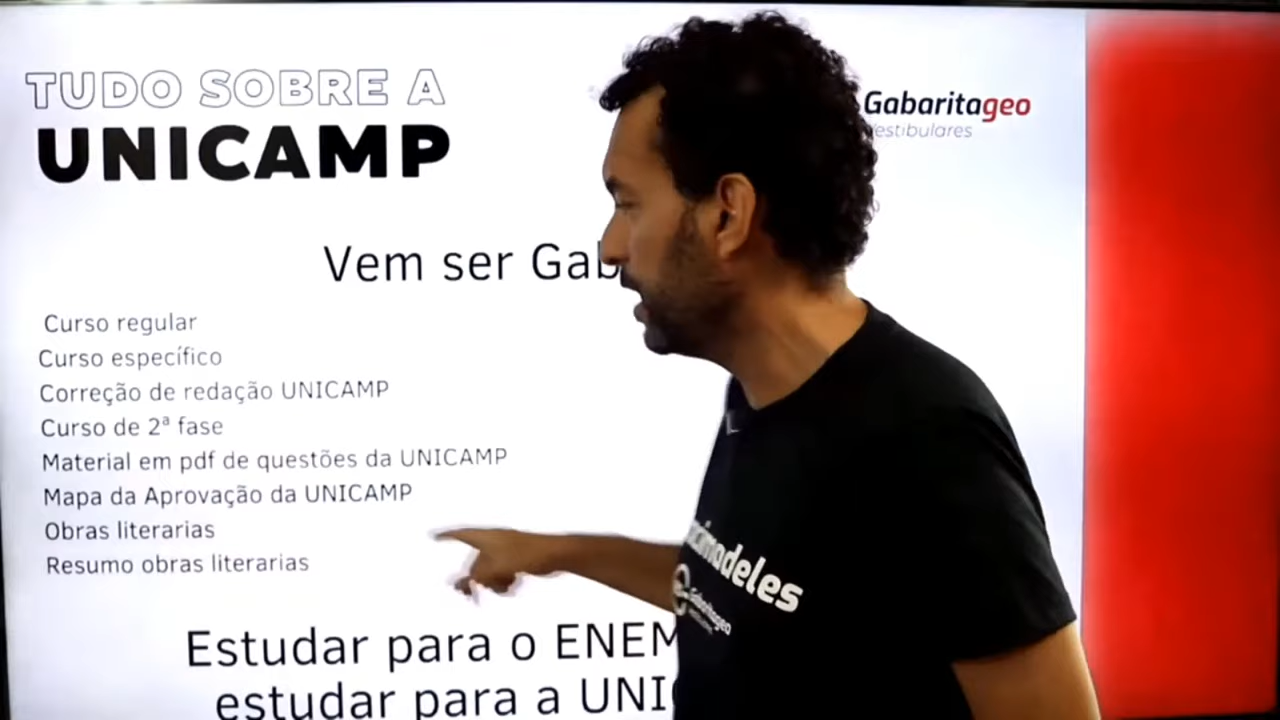 TUDO SOBRE A
UNICAMP
Gabaritageo
Vestibulares
Vem ser Gab
Curso regular
Curso específico
Correção de redação UNICAMP
Curso de 2ª fase
Material em pdf de questões da UNICAMP
Mapa da Aprovação da UNICAMP
Obras literarias
Resumo obras literarias
Estudar para o ENEM
estudar para a UNI
Gabaritageo